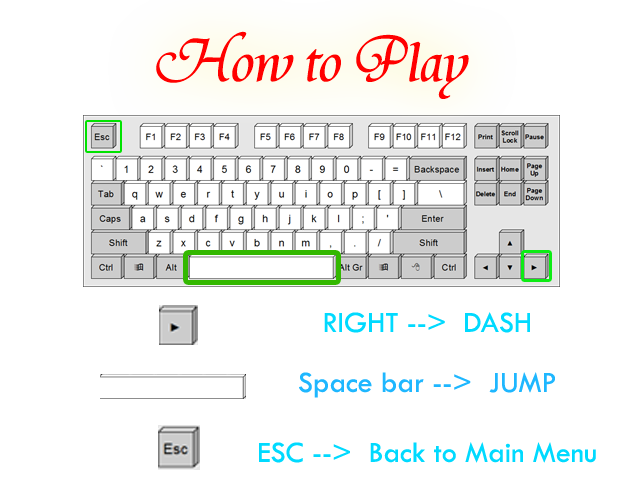 How to Play
Esc F1 F2 F3 F4 F5 F6 F7 F8 F9 F10 F11 F12 Print Scroll Lock Pause
` 1 2 3 4 5 6 7 8 9 0 - = Backspace Insert Home Page Up
Tab q w e r t y u i o p [ ] \ Delete End Page Down
Caps a s d f g h j k l ; ' Enter
Shift z x c v b n m , . / Shift ▲
Ctrl Alt Alt Gr Ctrl ◄ ▼ ►
► RIGHT --> DASH
Space bar --> JUMP
Esc ESC --> Back to Main Menu